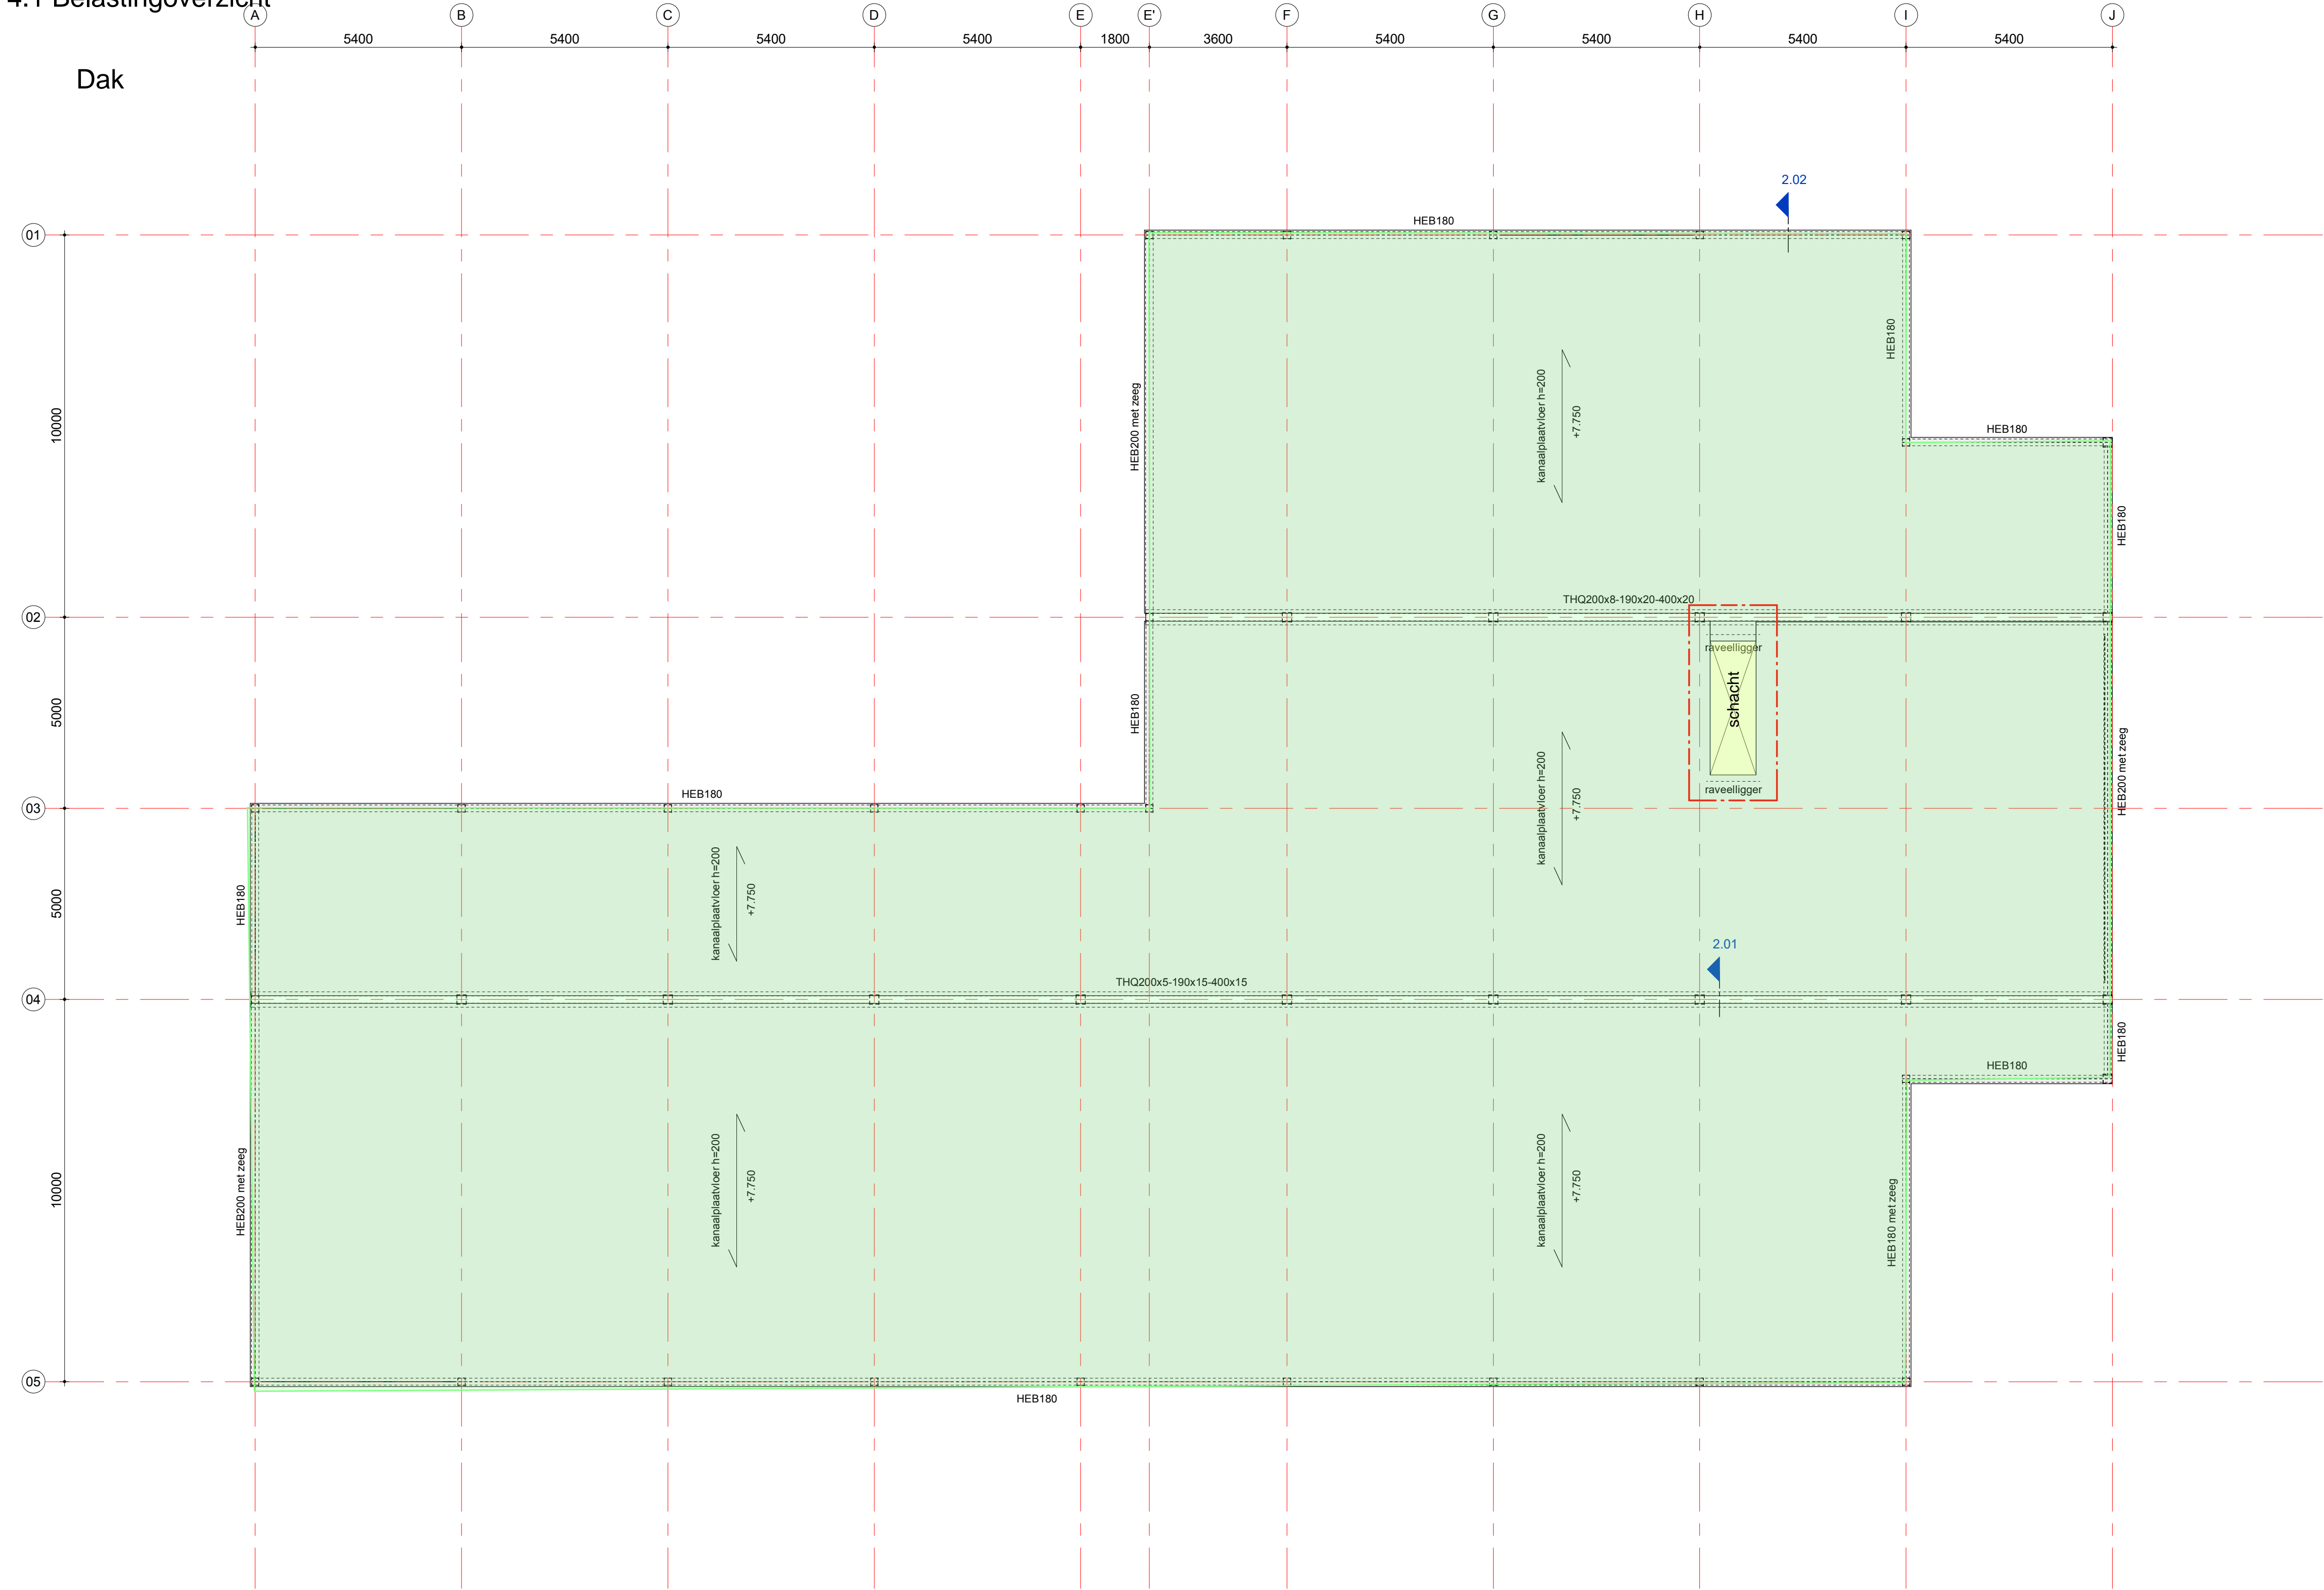 4.1 Belastingoverzicht
A
B
C
D
E
E'
F
G
H
I
J
5400
5400
5400
5400
1800
3600
5400
5400
5400
5400
Dak
2.02
01
HEB180
HEB180
HEB200 met zeeg
kanaalplaatvloer h=200
+7.750
10000
HEB180
HEB180
THQ200x8-190x20-400x20
02
raveelligger
schacht
raveelligger
5000
HEB180
kanaalplaatvloer h=200
+7.750
HEB200 met zeeg
HEB180
03
5000
HEB180
kanaalplaatvloer h=200
+7.750
2.01
THQ200x5-190x15-400x15
04
HEB180
HEB180
10000
HEB200 met zeeg
kanaalplaatvloer h=200
+7.750
kanaalplaatvloer h=200
+7.750
HEB180 met zeeg
05
HEB180